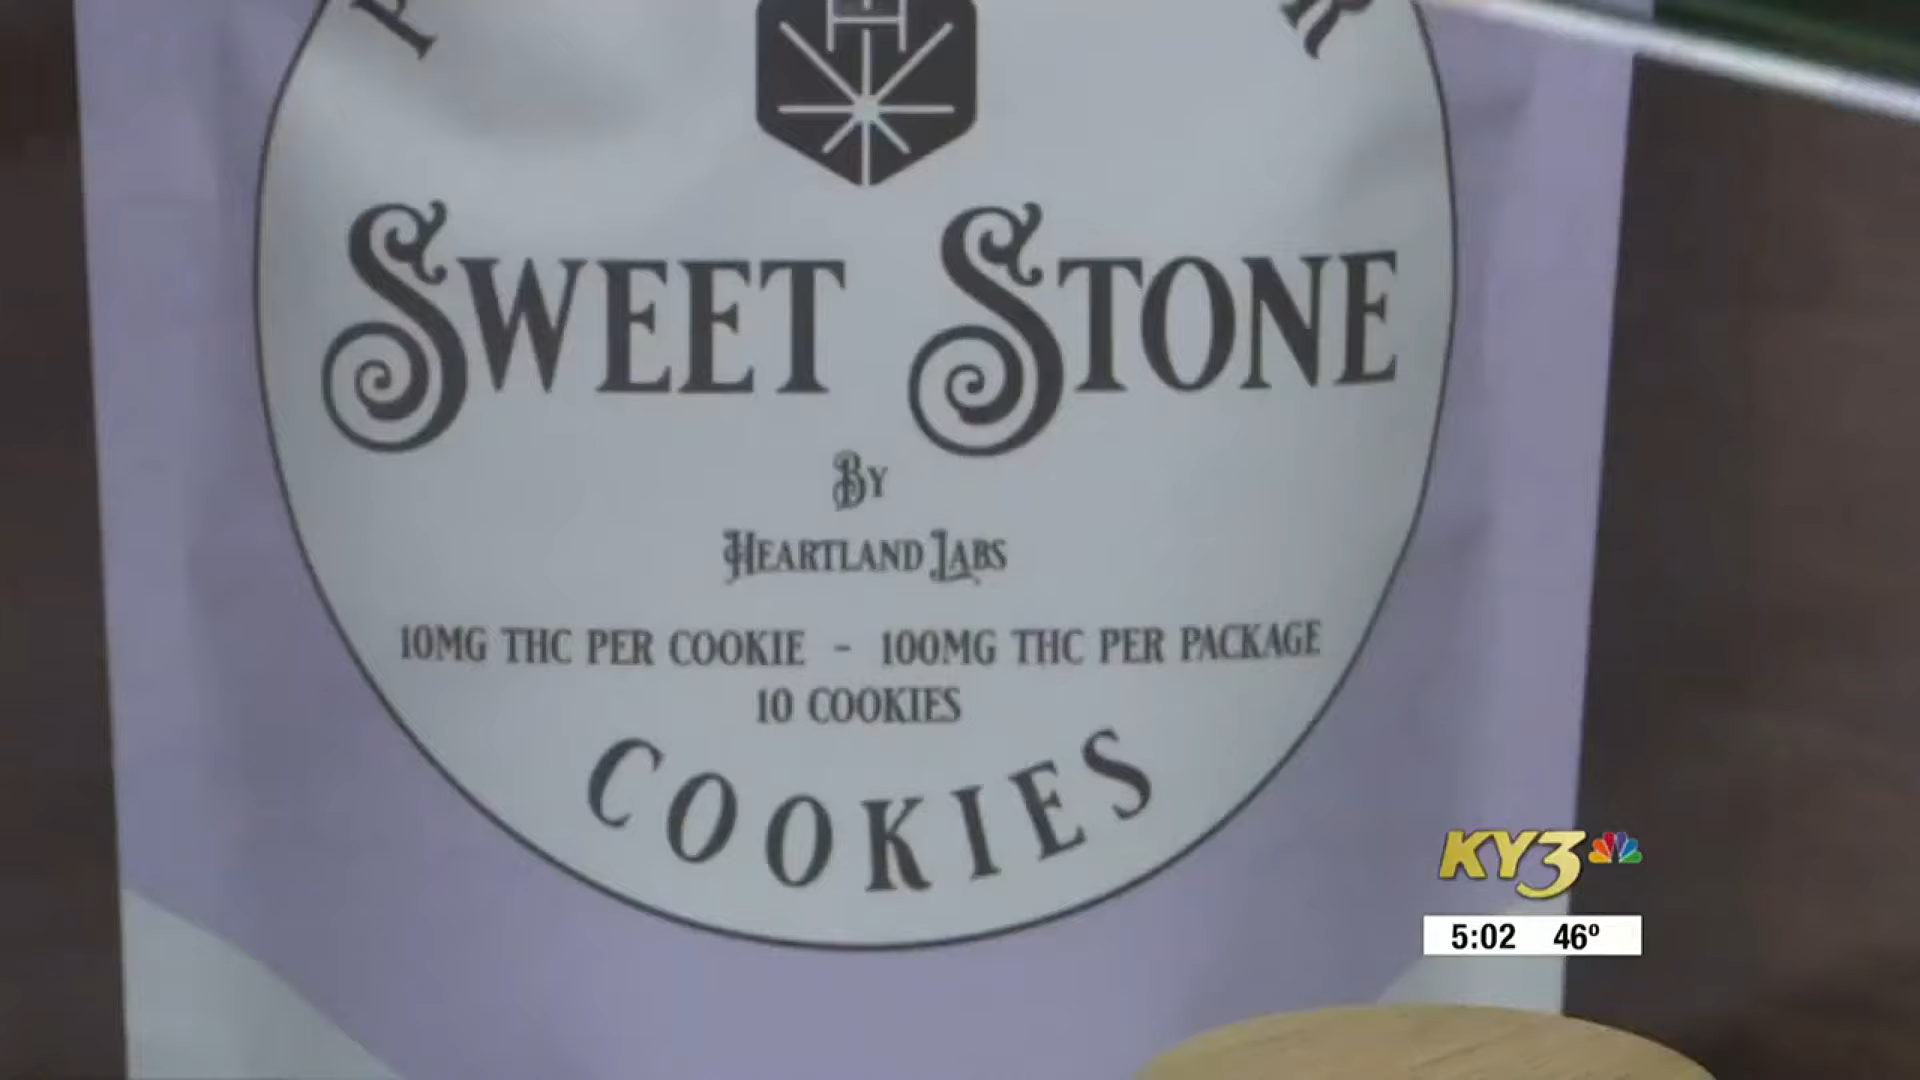 SWEET STONE
BY
HEARTLAND LABS
10MG THC PER COOKIE - 100MG THC PER PACKAGE
10 COOKIES
COOKIES
KY3
5:02 46º